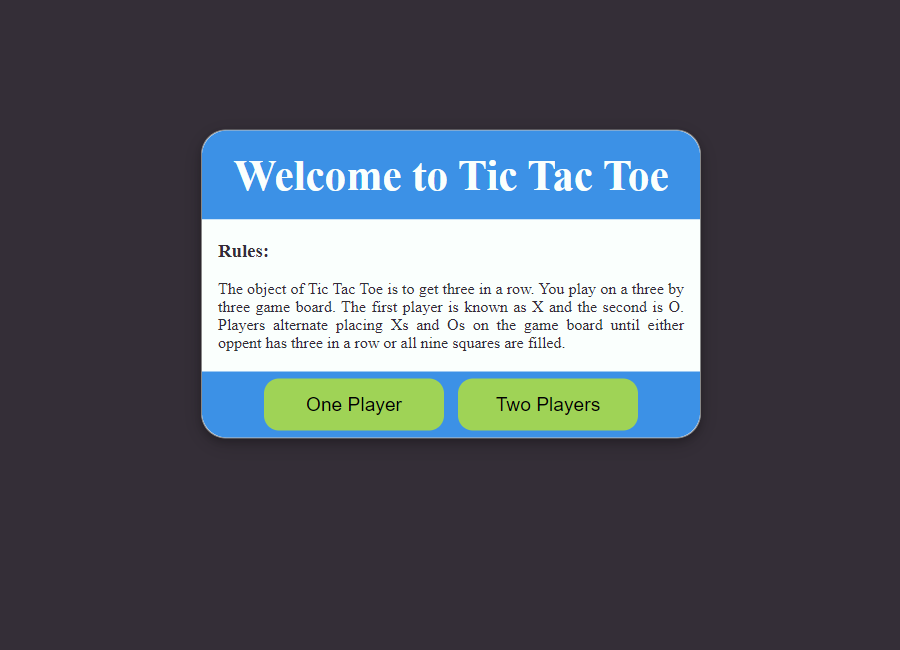 Welcome to Tic Tac Toe
Rules:
The object of Tic Tac Toe is to get three in a row. You play on a three by
three game board. The first player is known as X and the second is O.
Players alternate placing Xs and Os on the game board until either
oppent has three in a row or all nine squares are filled.
One Player
Two Players